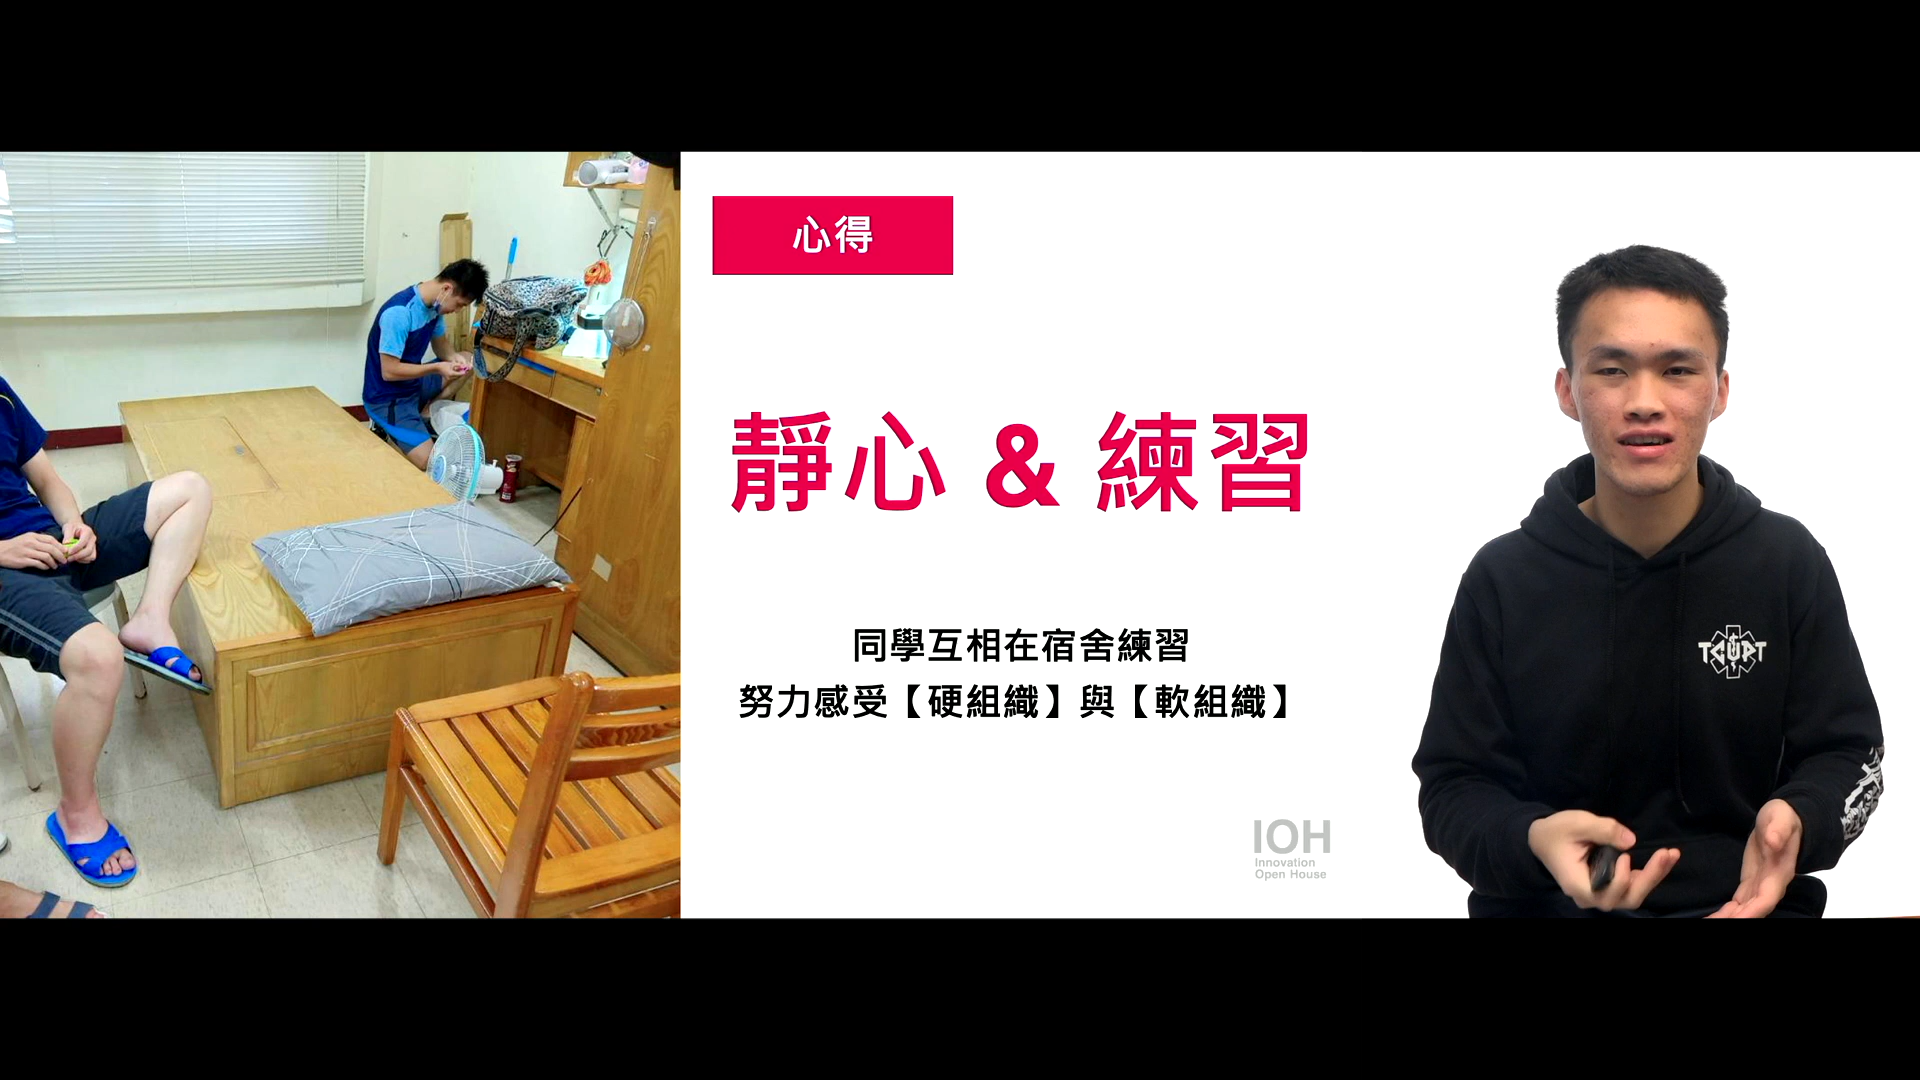 心得
靜心 & 練習
同學互相在宿舍練習
努力感受【硬組織】與【軟組織】
IOH
Innovation
Open House
TCUPT